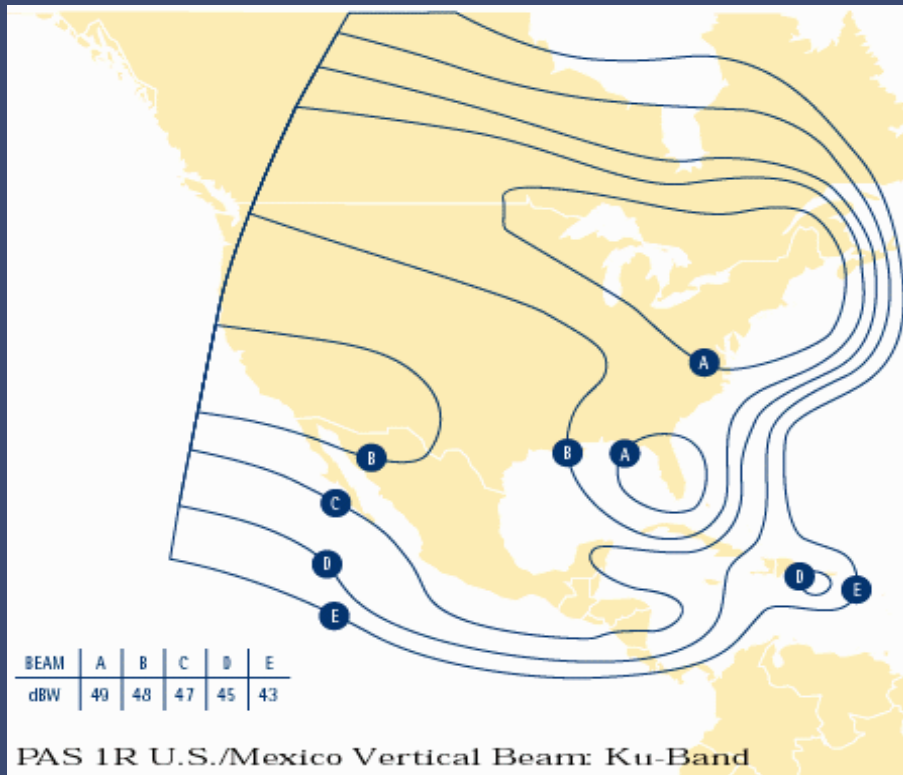 A
B
B
A
C
D
D
E
E
BEAM A B C D E
dBW 49 48 47 45 43
PAS 1R U.S./Mexico Vertical Beam: Ku-Band